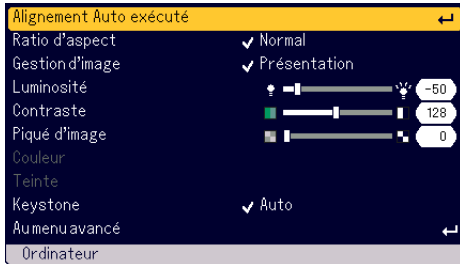 Alignement Auto exécuté
Ratio d'aspect Normal
Gestion d'image Présentation
Luminosité -50
Contraste 128
Piqué d'image 0
Couleur
Teinte
Keystone Auto
Au menu avancé
Ordinateur